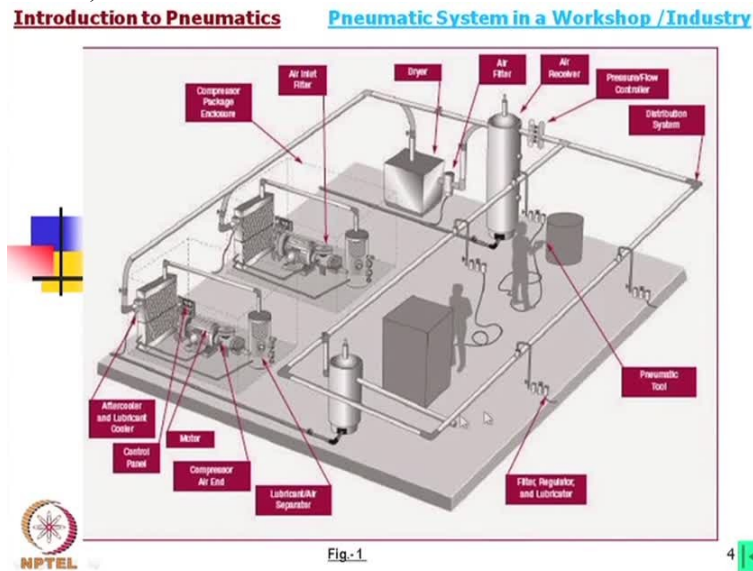 Introduction to Pneumatics
Pneumatic System in a Workshop /Industry
Compressor
Package
Enclosure
Air Inlet
Filter
Dryer
Air
Filter
Air
Receiver
Pressure/Flow
Controller
Distribution
System
Aftercooler
and Lubricant
Cooler
Control
Panel
Motor
Compressor
Air End
Lubricant/Air
Separator
Filter, Regulator,
and Lubricator
Pneumatic
Tool
NPTEL
Fig.-1
4